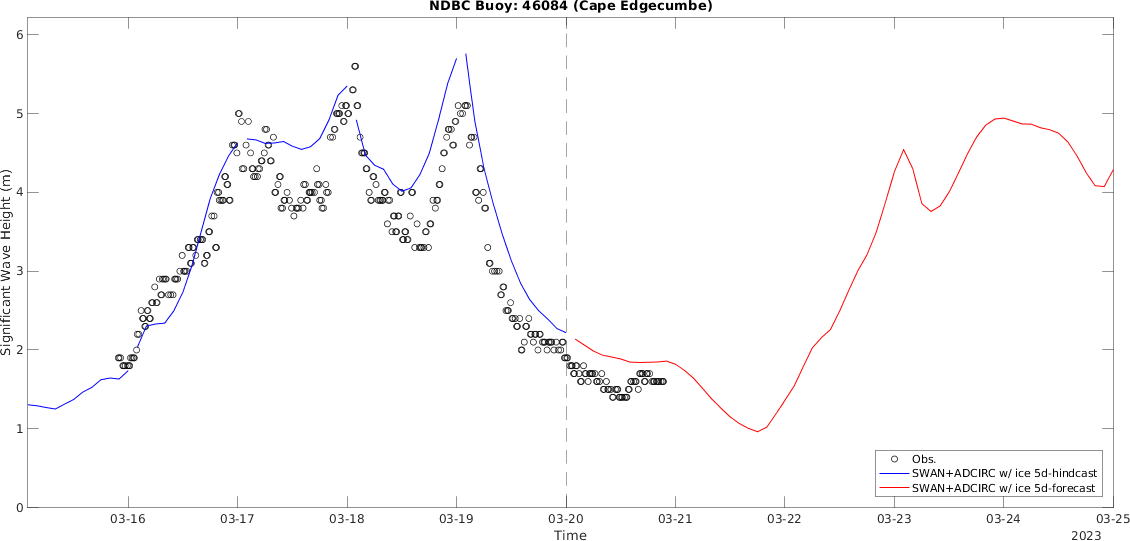 NDBC Buoy: 46084 (Cape Edgecumbe)
6
5
4
3
2
1
0
Significant Wave Height (m)
Obs.
SWAN+ADCIRC w/ ice 5d-hindcast
SWAN+ADCIRC w/ ice 5d-forecast
03-16 03-17 03-18 03-19 03-20 03-21 03-22 03-23 03-24 03-25
Time
2023